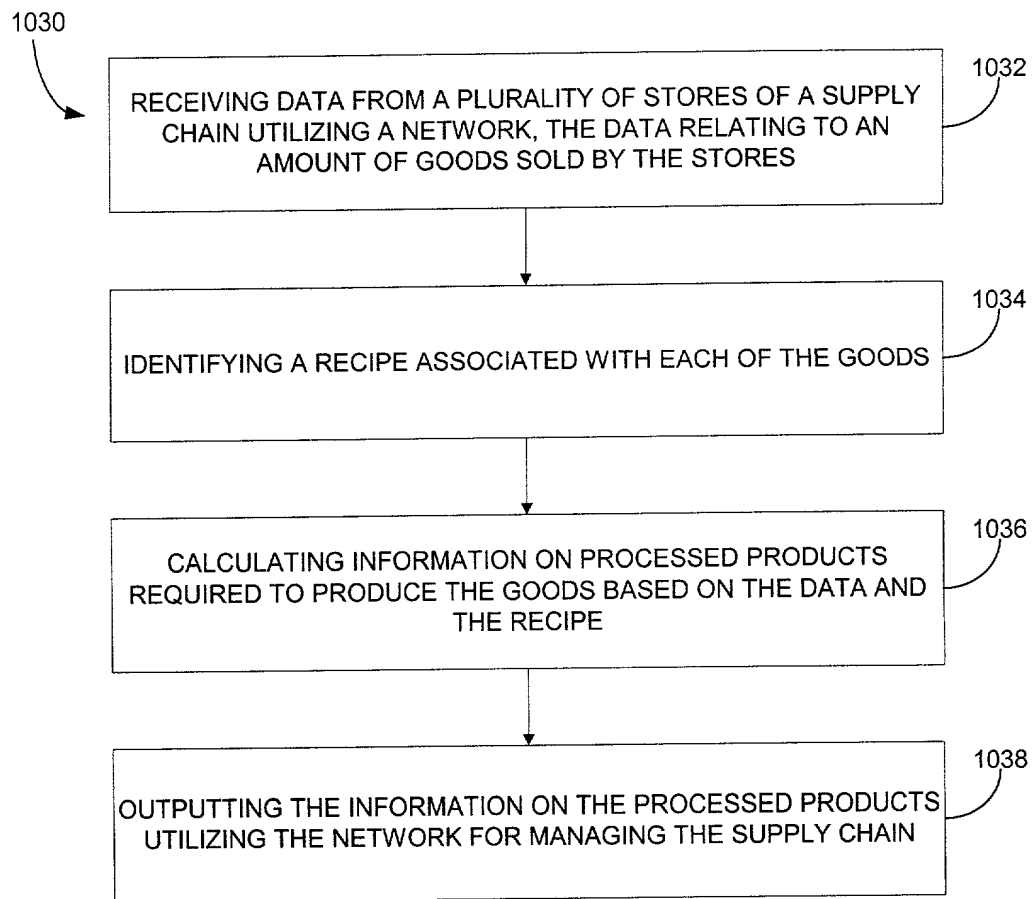 1030
1032
RECEIVING DATA FROM A PLURALITY OF STORES OF A SUPPLY
CHAIN UTILIZING A NETWORK, THE DATA RELATING TO AN
AMOUNT OF GOODS SOLD BY THE STORES
1034
IDENTIFYING A RECIPE ASSOCIATED WITH EACH OF THE GOODS
1036
CALCULATING INFORMATION ON PROCESSED PRODUCTS
REQUIRED TO PRODUCE THE GOODS BASED ON THE DATA AND
THE RECIPE
1038
OUTPUTTING THE INFORMATION ON THE PROCESSED PRODUCTS
UTILIZING THE NETWORK FOR MANAGING THE SUPPLY CHAIN